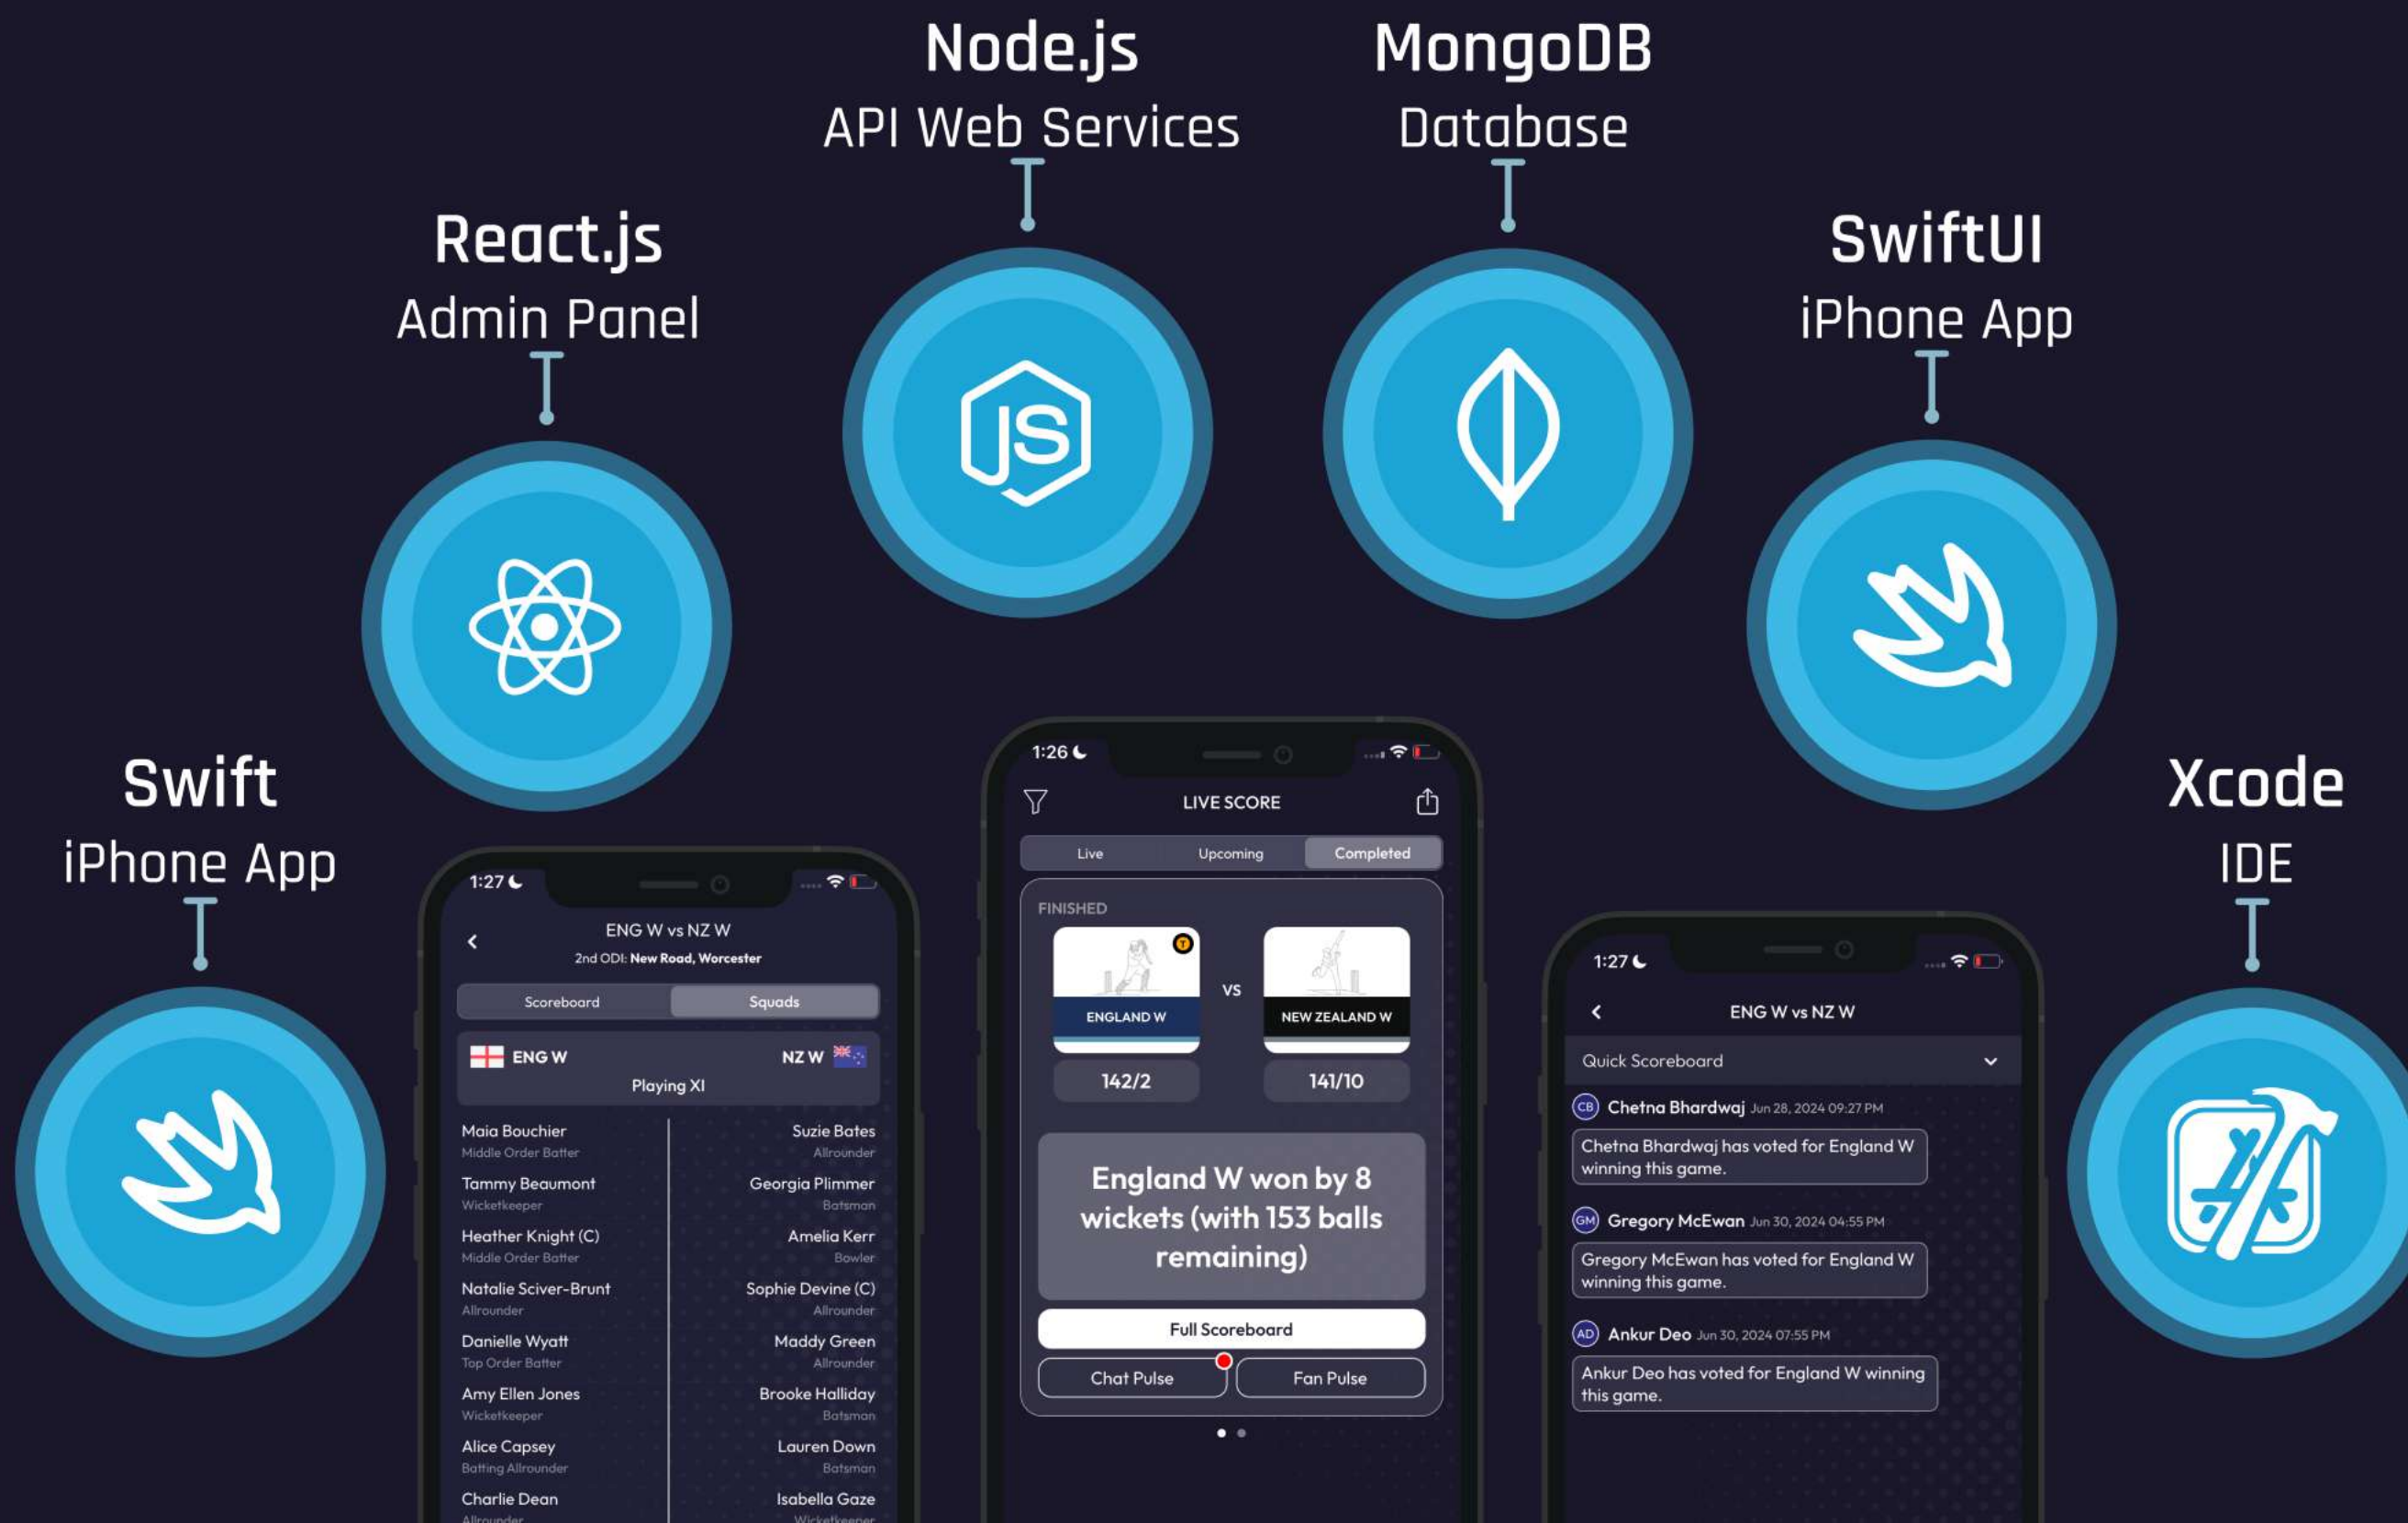 Node.js
API Web Services
MongoDB
Database
React.js
Admin Panel
SwiftUI
iPhone App
Swift
iPhone App
Xcode
IDE
JS
1:27
ENG W vs NZ W
2nd ODI: New Road, Worcester
Scoreboard
Squads
ENG W
NZ W
Playing XI
Maia Bouchier
Middle Order Batter
Suzie Bates
Allrounder
Tammy Beaumont
Wicketkeeper
Georgia Plimmer
Batsman
Heather Knight (C)
Middle Order Batter
Amelia Kerr
Bowler
Natalie Sciver-Brunt
Allrounder
Sophie Devine (C)
Allrounder
Danielle Wyatt
Top Order Batter
Maddy Green
Allrounder
Amy Ellen Jones
Wicketkeeper
Brooke Halliday
Batsman
Alice Capsey
Batting Allrounder
Lauren Down
Batsman
Charlie Dean
Allrounder
Isabella Gaze
Wicketkeeper
1:26
LIVE SCORE
Live
Upcoming
Completed
FINISHED
T
ENGLAND W
VS
NEW ZEALAND W
142/2
141/10
England W won by 8
wickets (with 153 balls
remaining)
Full Scoreboard
Chat Pulse
Fan Pulse
1:27
ENG W vs NZ W
Quick Scoreboard
CB Chetna Bhardwaj Jun 28, 2024 09:27 PM
Chetna Bhardwaj has voted for England W
winning this game.
GM Gregory McEwan Jun 30, 2024 04:55 PM
Gregory McEwan has voted for England W
winning this game.
AD Ankur Deo Jun 30, 2024 07:55 PM
Ankur Deo has voted for England W winning
this game.